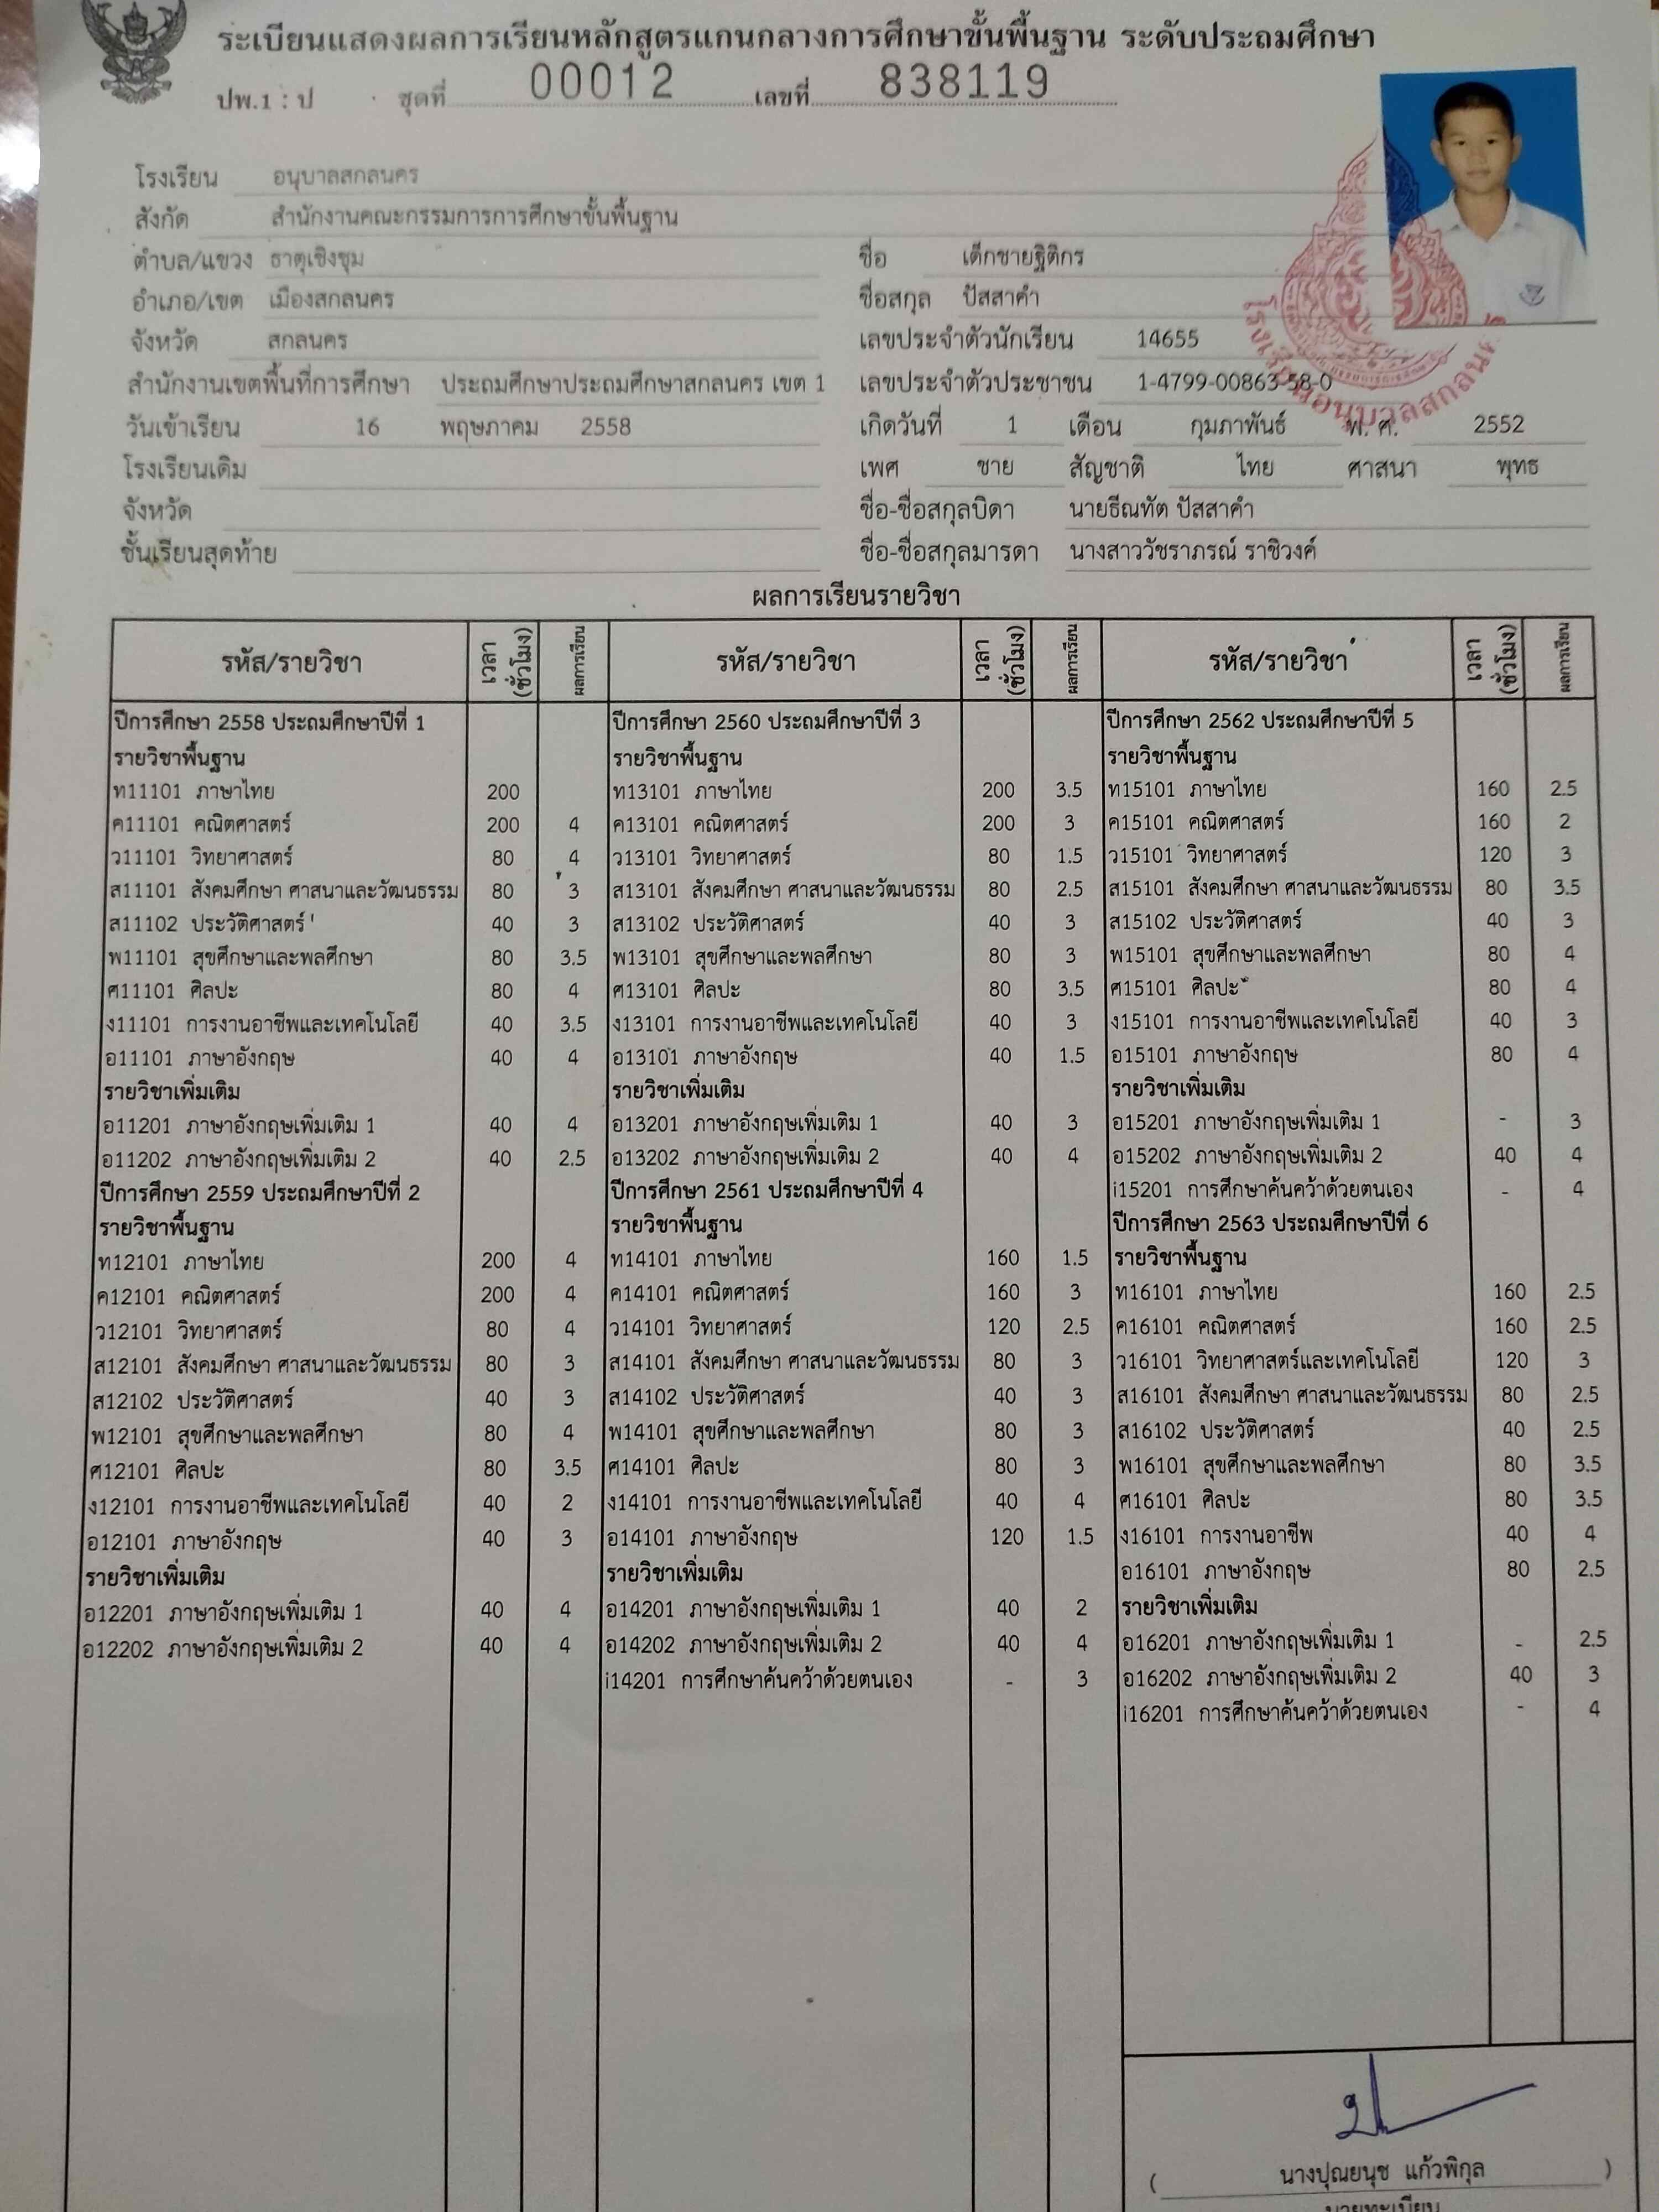 ระเบียนแสดงผลการเรียนหลักสูตรแกนกลางการศึกษาขั้นพื้นฐาน ระดับประถมศึกษา
ปพ.1 : ป ชุดที่ 00012 เลขที่ 838119
โรงเรียน อนุบาลสกลนคร
สังกัด สำนักงานคณะกรรมการการศึกษาขั้นพื้นฐาน
ตำบล/แขวง ธาตุเชิงชุม
อำเภอ/เขต เมืองสกลนคร
จังหวัด สกลนคร
สำนักงานเขตพื้นที่การศึกษา ประถมศึกษาประถมศึกษาสกลนคร เขต 1
วันเข้าเรียน 16 พฤษภาคม 2558
โรงเรียนเดิม
จังหวัด
ชั้นเรียนสุดท้าย
ชื่อ เด็กชายฐิติกร
ชื่อสกุล ปัสสาคำ
เลขประจำตัวนักเรียน 14655
เลขประจำตัวประชาชน 1-4799-00863-58-0
เกิดวันที่ 1 เดือน กุมภาพันธ์ พ.ศ. 2552
เพศ ชาย สัญชาติ ไทย ศาสนา พุทธ
ชื่อ-ชื่อสกุลบิดา นายธีณทัต ปัสสาคำ
ชื่อ-ชื่อสกุลมารดา นางสาววัชราภรณ์ ราชิวงค์
โรงเรียนอนุบาลสกลนคร
ผลการเรียนรายวิชา
รหัส/รายวิชา เวลา (ชั่วโมง) ผลการเรียน
ปีการศึกษา 2558 ประถมศึกษาปีที่ 1
รายวิชาพื้นฐาน
ท11101 ภาษาไทย 200
ค11101 คณิตศาสตร์ 200 4
ว11101 วิทยาศาสตร์ 80 4
ส11101 สังคมศึกษา ศาสนาและวัฒนธรรม 80 3
ส11102 ประวัติศาสตร์ 40 3
พ11101 สุขศึกษาและพลศึกษา 80 3.5
ศ11101 ศิลปะ 80 4
ง11101 การงานอาชีพและเทคโนโลยี 40 3.5
อ11101 ภาษาอังกฤษ 40 4
รายวิชาเพิ่มเติม
อ11201 ภาษาอังกฤษเพิ่มเติม 1 40 4
อ11202 ภาษาอังกฤษเพิ่มเติม 2 40 2.5
ปีการศึกษา 2559 ประถมศึกษาปีที่ 2
รายวิชาพื้นฐาน
ท12101 ภาษาไทย 200 4
ค12101 คณิตศาสตร์ 200 4
ว12101 วิทยาศาสตร์ 80 4
ส12101 สังคมศึกษา ศาสนาและวัฒนธรรม 80 3
ส12102 ประวัติศาสตร์ 40 3
พ12101 สุขศึกษาและพลศึกษา 80 4
ศ12101 ศิลปะ 80 3.5
ง12101 การงานอาชีพและเทคโนโลยี 40 2
อ12101 ภาษาอังกฤษ 40 3
รายวิชาเพิ่มเติม
อ12201 ภาษาอังกฤษเพิ่มเติม 1 40 4
อ12202 ภาษาอังกฤษเพิ่มเติม 2 40 4
รหัส/รายวิชา เวลา (ชั่วโมง) ผลการเรียน
ปีการศึกษา 2560 ประถมศึกษาปีที่ 3
รายวิชาพื้นฐาน
ท13101 ภาษาไทย 200 3.5
ค13101 คณิตศาสตร์ 200 3
ว13101 วิทยาศาสตร์ 80 1.5
ส13101 สังคมศึกษา ศาสนาและวัฒนธรรม 80 2.5
ส13102 ประวัติศาสตร์ 40 3
พ13101 สุขศึกษาและพลศึกษา 80 3
ศ13101 ศิลปะ 80 3.5
ง13101 การงานอาชีพและเทคโนโลยี 40 3
อ13101 ภาษาอังกฤษ 40 1.5
รายวิชาเพิ่มเติม
อ13201 ภาษาอังกฤษเพิ่มเติม 1 40 3
อ13202 ภาษาอังกฤษเพิ่มเติม 2 40 4
ปีการศึกษา 2561 ประถมศึกษาปีที่ 4
รายวิชาพื้นฐาน
ท14101 ภาษาไทย 160 1.5
ค14101 คณิตศาสตร์ 160 3
ว14101 วิทยาศาสตร์ 120 2.5
ส14101 สังคมศึกษา ศาสนาและวัฒนธรรม 80 3
ส14102 ประวัติศาสตร์ 40 3
พ14101 สุขศึกษาและพลศึกษา 80 3
ศ14101 ศิลปะ 80 3
ง14101 การงานอาชีพและเทคโนโลยี 40 4
อ14101 ภาษาอังกฤษ 120 1.5
รายวิชาเพิ่มเติม
อ14201 ภาษาอังกฤษเพิ่มเติม 1 40 2
อ14202 ภาษาอังกฤษเพิ่มเติม 2 40 4
i14201 การศึกษาค้นคว้าด้วยตนเอง - 3
รหัส/รายวิชา เวลา (ชั่วโมง) ผลการเรียน
ปีการศึกษา 2562 ประถมศึกษาปีที่ 5
รายวิชาพื้นฐาน
ท15101 ภาษาไทย 160 2.5
ค15101 คณิตศาสตร์ 160 2
ว15101 วิทยาศาสตร์ 120 3
ส15101 สังคมศึกษา ศาสนาและวัฒนธรรม 80 3.5
ส15102 ประวัติศาสตร์ 40 3
พ15101 สุขศึกษาและพลศึกษา 80 4
ศ15101 ศิลปะ 80 4
ง15101 การงานอาชีพและเทคโนโลยี 40 3
อ15101 ภาษาอังกฤษ 80 4
รายวิชาเพิ่มเติม
อ15201 ภาษาอังกฤษเพิ่มเติม 1 - 3
อ15202 ภาษาอังกฤษเพิ่มเติม 2 40 4
i15201 การศึกษาค้นคว้าด้วยตนเอง - 4
ปีการศึกษา 2563 ประถมศึกษาปีที่ 6
รายวิชาพื้นฐาน
ท16101 ภาษาไทย 160 2.5
ค16101 คณิตศาสตร์ 160 2.5
ว16101 วิทยาศาสตร์และเทคโนโลยี 120 3
ส16101 สังคมศึกษา ศาสนาและวัฒนธรรม 80 2.5
ส16102 ประวัติศาสตร์ 40 2.5
พ16101 สุขศึกษาและพลศึกษา 80 3.5
ศ16101 ศิลปะ 80 3.5
ง16101 การงานอาชีพ 40 4
อ16101 ภาษาอังกฤษ 80 2.5
รายวิชาเพิ่มเติม
อ16201 ภาษาอังกฤษเพิ่มเติม 1 - 2.5
อ16202 ภาษาอังกฤษเพิ่มเติม 2 40 3
i16201 การศึกษาค้นคว้าด้วยตนเอง - 4
( นางปุณยนุช แก้วพิกุล )
นายทะเบียน